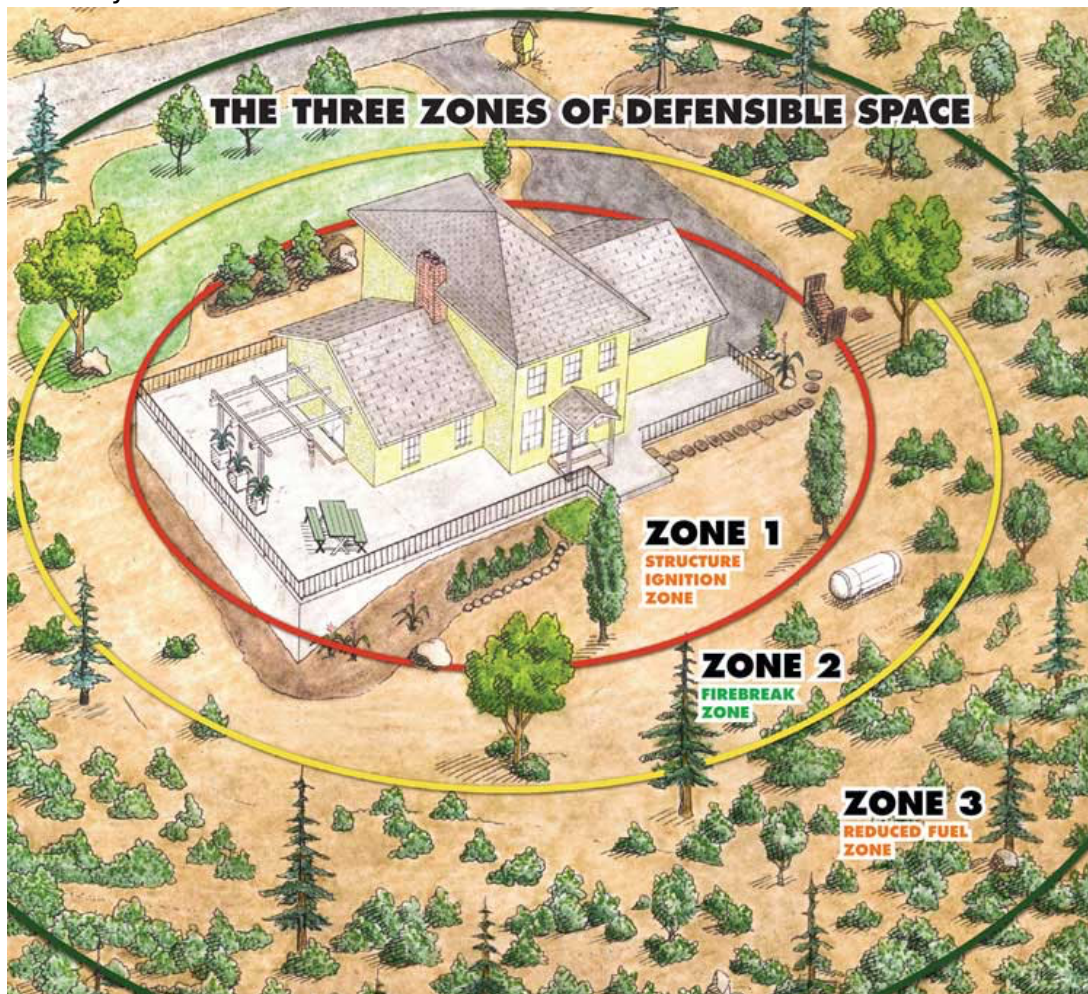 THE THREE ZONES OF DEFENSIBLE SPACE
ZONE 1
STRUCTURE
IGNITION
ZONE
ZONE 2
FIREBREAK
ZONE
ZONE 3
REDUCED FUEL
ZONE